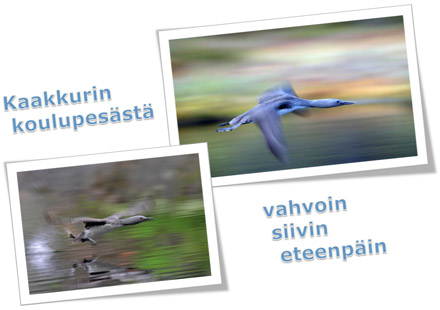 Kaakkurin
koulupesästä
vahvoin
siivin
eteenpäin